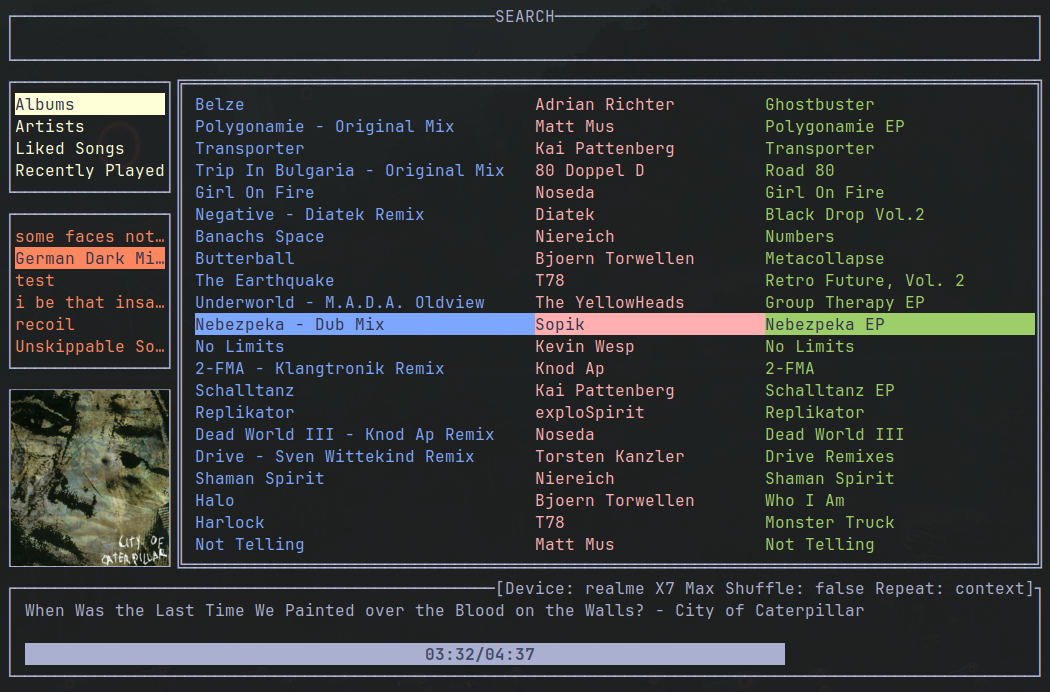 SEARCH
Albums
Artists
Liked Songs
Recently Played
some faces not…
German Dark Mi…
test
i be that insa…
recoil
Unskippable So…
CITY OF
CATERPILLAR
Belze Adrian Richter Ghostbuster
Polygonamie - Original Mix Matt Mus Polygonamie EP
Transporter Kai Pattenberg Transporter
Trip In Bulgaria - Original Mix 80 Doppel D Road 80
Girl On Fire Noseda Girl On Fire
Negative - Diatek Remix Diatek Black Drop Vol.2
Banachs Space Niereich Numbers
Butterball Bjoern Torwellen Metacollapse
The Earthquake T78 Retro Future, Vol. 2
Underworld - M.A.D.A. Oldview The YellowHeads Group Therapy EP
Nebezpeka - Dub Mix Sopik Nebezpeka EP
No Limits Kevin Wesp No Limits
2-FMA - Klangtronik Remix Knod Ap 2-FMA
Schalltanz Kai Pattenberg Schalltanz EP
Replikator exploSpirit Replikator
Dead World III - Knod Ap Remix Noseda Dead World III
Drive - Sven Wittekind Remix Torsten Kanzler Drive Remixes
Shaman Spirit Niereich Shaman Spirit
Halo Bjoern Torwellen Who I Am
Harlock T78 Monster Truck
Not Telling Matt Mus Not Telling
[Device: realme X7 Max Shuffle: false Repeat: context]
When Was the Last Time We Painted over the Blood on the Walls? - City of Caterpillar
03:32/04:37